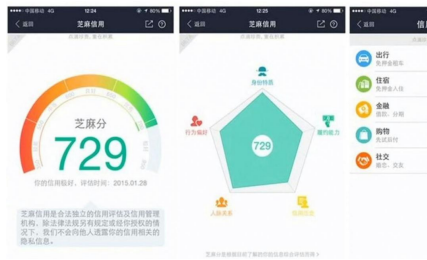 中国移动 4G
12:24
80%
返回
芝麻信用
芝麻分
729
你的信用极好，评估时间：2015.01.28
芝麻信用是合法独立的信用评估及信用管理
机构，除法律法规另有规定或经你授权的情
况下，我们不会向他人透露你的信用相关的
隐私信息。
中国移动 4G
12:25
80%
返回
芝麻信用
身份特质
行为偏好
履约能力
729
人脉关系
信用历史
中国移动 4G
返回
信
出行
住宿
金融
购物
社交